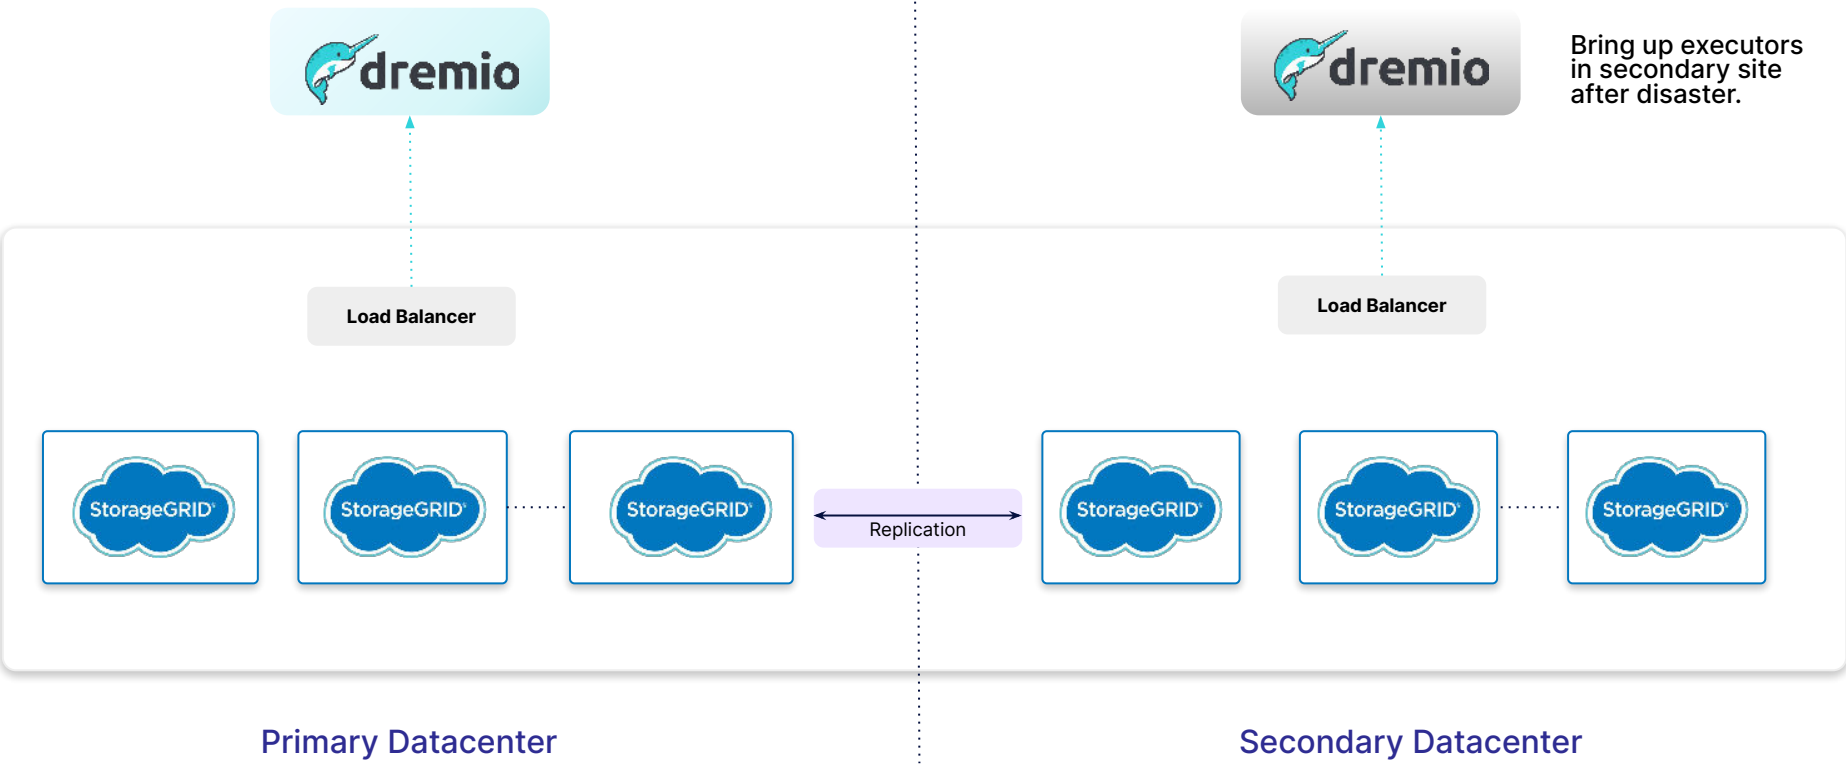 dremio
dremio
Bring up executors
in secondary site
after disaster.
Load Balancer
Load Balancer
StorageGRID
StorageGRID
StorageGRID
Replication
StorageGRID
StorageGRID
StorageGRID
Primary Datacenter
Secondary Datacenter